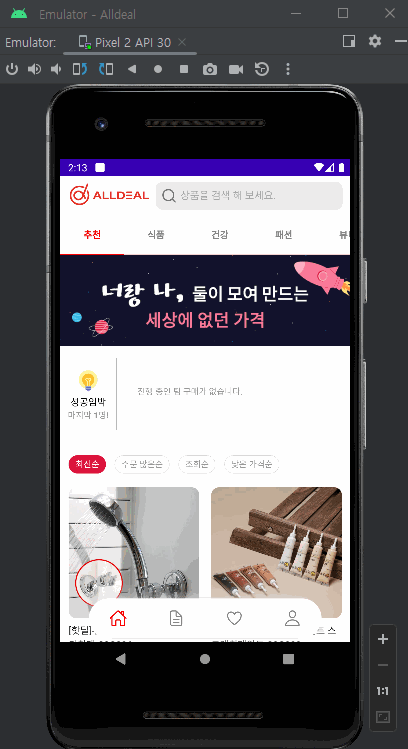 Emulator - Alldeal
Emulator:
Pixel 2 API 30
2:13
ALLDEAL
상품을 검색 해 보세요.
추천
식품
건강
패션
뷰티
너랑 나, 둘이 모여 만드는
세상에 없던 가격
성공임박
마지막 1명!
진행 중인 팀 구매가 없습니다.
최신순
주문 많은순
조회순
낮은 가격순
[핫딜]
1:1